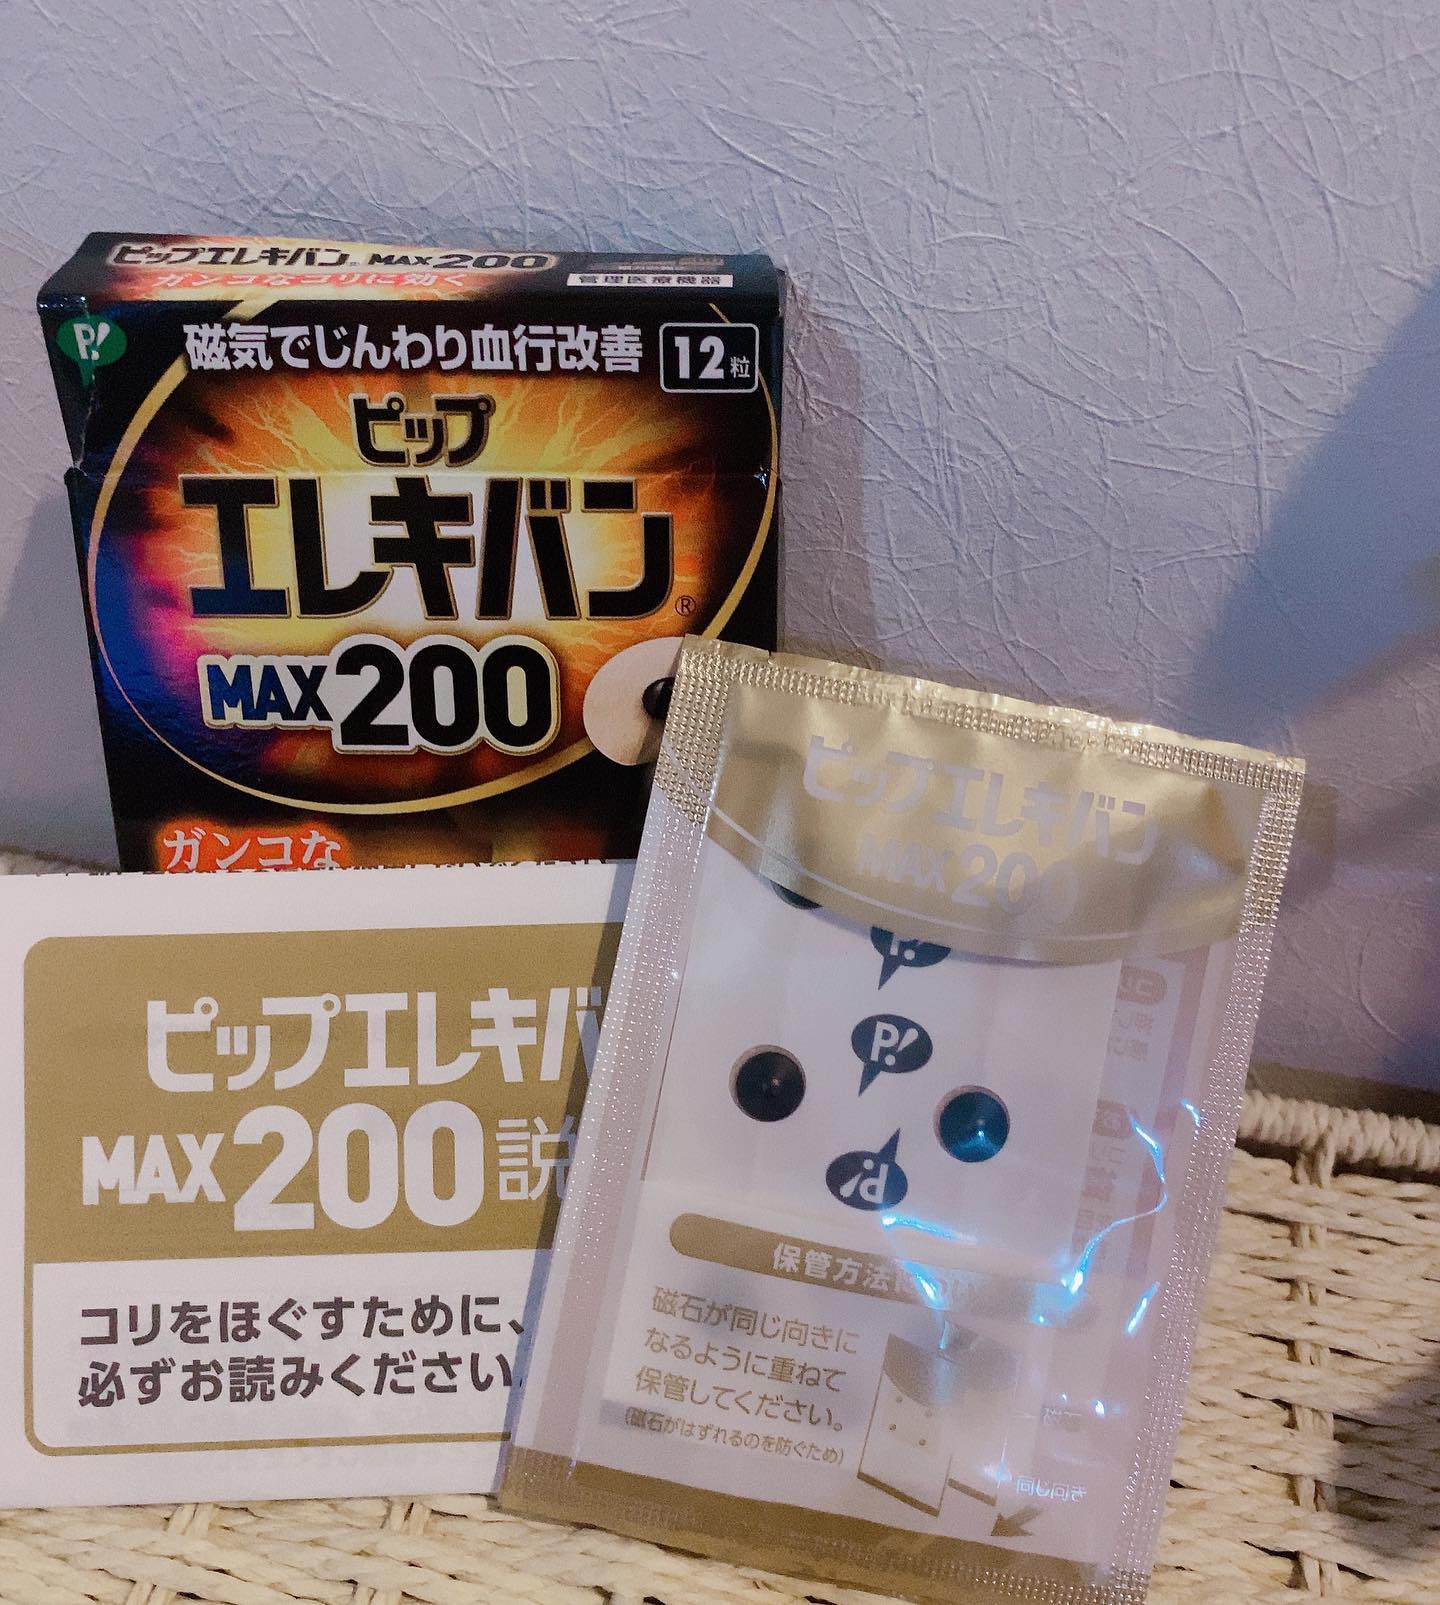 ピップエレキバン® MAX200
ガンコなコリに効く
管理医療機器
P!
磁気でじんわり血行改善
12粒
ピップ
エレキバン®
MAX200
ガンコな
ピップエレキバ
MAX200説
コリをほぐすために、
必ずお読みください
ピップエレキバン
MAX200
P!
P!
P!
保管方法
磁石が同じ向きに
なるように重ねて
保管してください。
(磁石がはずれるのを防ぐため)
同じ向き